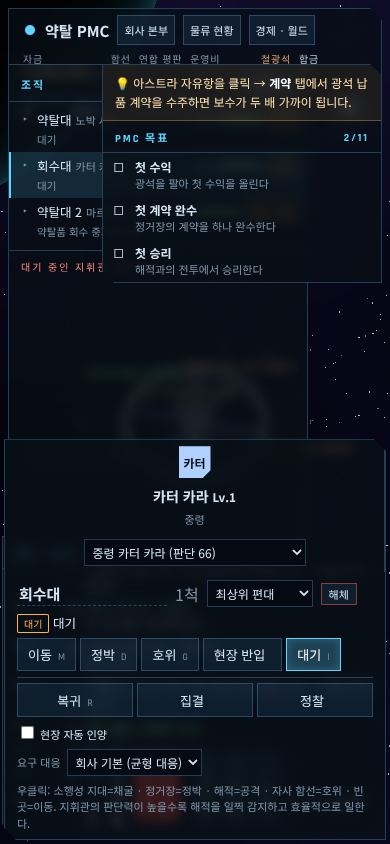 약탈 PMC 회사 본부 물류 현황 경제 · 월드
자금 함선 연합 평판 운영비 철광석 합금
조직
💡 아스트라 자유항을 클릭 → 계약 탭에서 광석 납
품 계약을 수주하면 보수가 두 배 가까이 됩니다.
PMC 목표 2/11
약탈대 노박
대기
회수대 카터
대기
약탈대 2
약탈품 회수 중
대기 중인 지휘관
첫 수익
광석을 팔아 첫 수익을 올린다
첫 계약 완수
정거장의 계약을 하나 완수한다
첫 승리
해적과의 전투에서 승리한다
카터
카터 카라 Lv.1
중령
중령 카터 카라 (판단 66)
회수대 1척 최상위 편대 해체
대기 대기
이동 M 정박 D 호위 G 현장 반입 대기 I
복귀 R 집결 정찰
현장 자동 인양
요구 대응 회사 기본 (균형 대응)
우클릭: 소행성 지대=채굴 · 정거장=정박 · 해적=공격 · 자사 함선=호위 · 빈
곳=이동. 지휘관의 판단력이 높을수록 해적을 일찍 감지하고 효율적으로 일한
다.